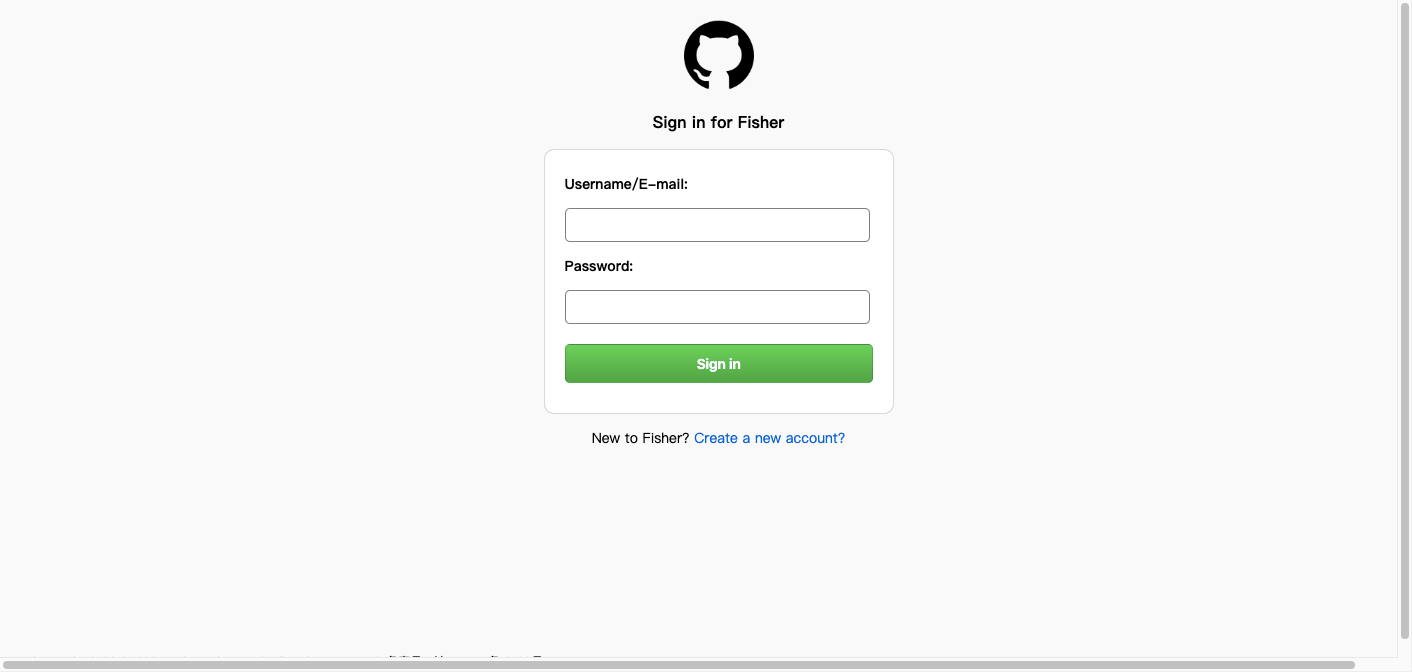 Sign in for Fisher
Username/E-mail:
Password:
Sign in
New to Fisher? Create a new account?